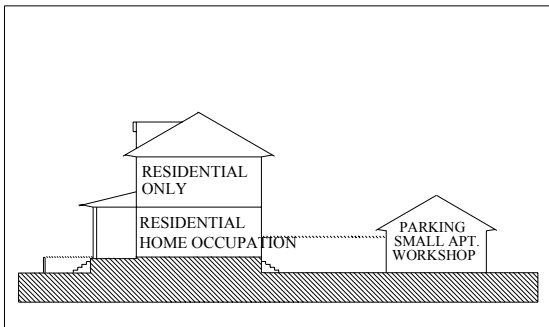 RESIDENTIAL
ONLY
RESIDENTIAL
HOME OCCUPATION
PARKING
SMALL APT.
WORKSHOP